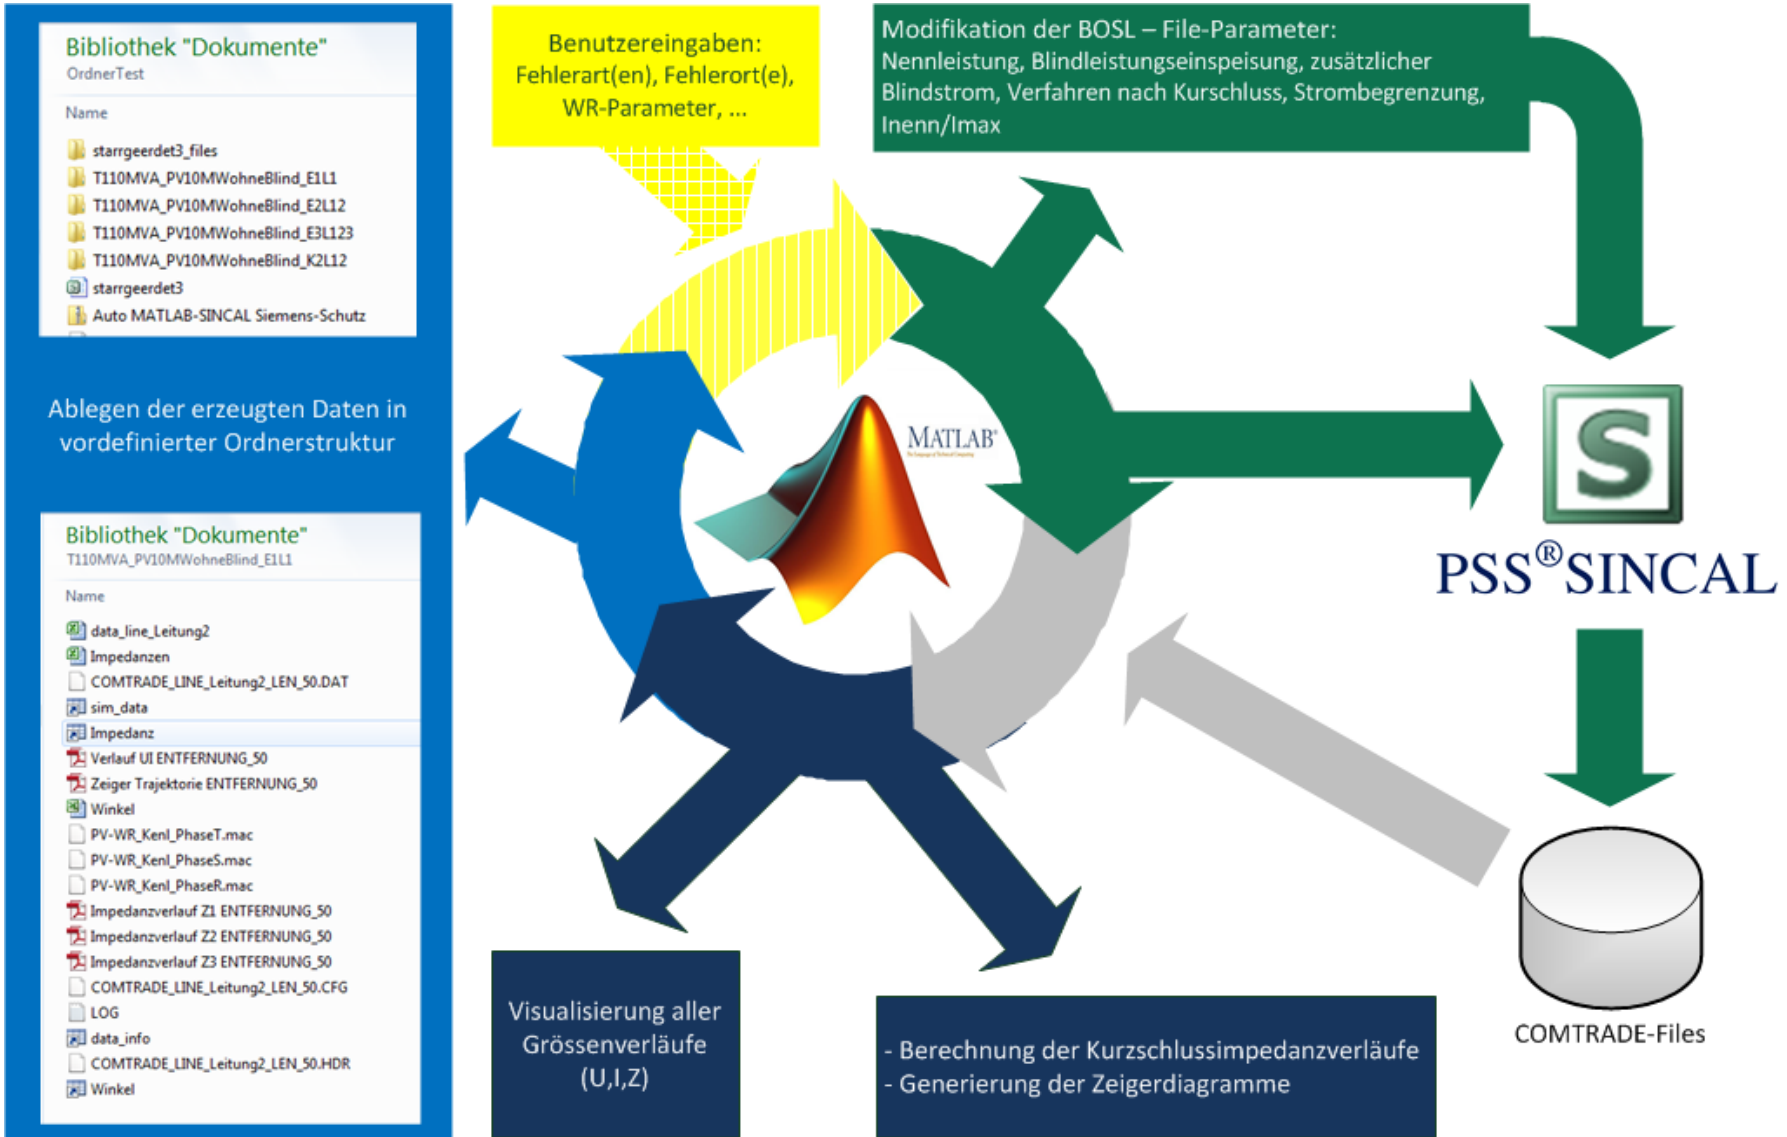 Bibliothek "Dokumente"
OrdnerTest
Name
starrgeerdet3_files
T110MVA_PV10MWohneBlind_E1L1
T110MVA_PV10MWohneBlind_E2L12
T110MVA_PV10MWohneBlind_E3L123
T110MVA_PV10MWohneBlind_K2L12
starrgeerdet3
Auto MATLAB-SINCAL Siemens-Schutz
Ablegen der erzeugten Daten in
vordefinierter Ordnerstruktur
Bibliothek "Dokumente"
T110MVA_PV10MWohneBlind_E1L1
Name
data_line_Leitung2
Impedanzen
COMTRADE_LINE_Leitung2_LEN_50.DAT
sim_data
Impedanz
Verlauf UI ENTFERNUNG_50
Zeiger Trajektorie ENTFERNUNG_50
Winkel
PV-WR_Kenl_PhaseT.mac
PV-WR_Kenl_PhaseS.mac
PV-WR_Kenl_PhaseR.mac
Impedanzverlauf Z1 ENTFERNUNG_50
Impedanzverlauf Z2 ENTFERNUNG_50
Impedanzverlauf Z3 ENTFERNUNG_50
COMTRADE_LINE_Leitung2_LEN_50.CFG
LOG
data_info
COMTRADE_LINE_Leitung2_LEN_50.HDR
Winkel
Benutzereingaben:
Fehlerart(en), Fehlerort(e),
WR-Parameter, ...
Modifikation der BOSL – File-Parameter:
Nennleistung, Blindleistungseinspeisung, zusätzlicher
Blindstrom, Verfahren nach Kurschluss, Strombegrenzung,
Inenn/Imax
MATLAB®
The Language of Technical Computing
S
PSS®SINCAL
COMTRADE-Files
Visualisierung aller
Grössenverläufe
(U,I,Z)
- Berechnung der Kurzschlussimpedanzverläufe
- Generierung der Zeigerdiagramme